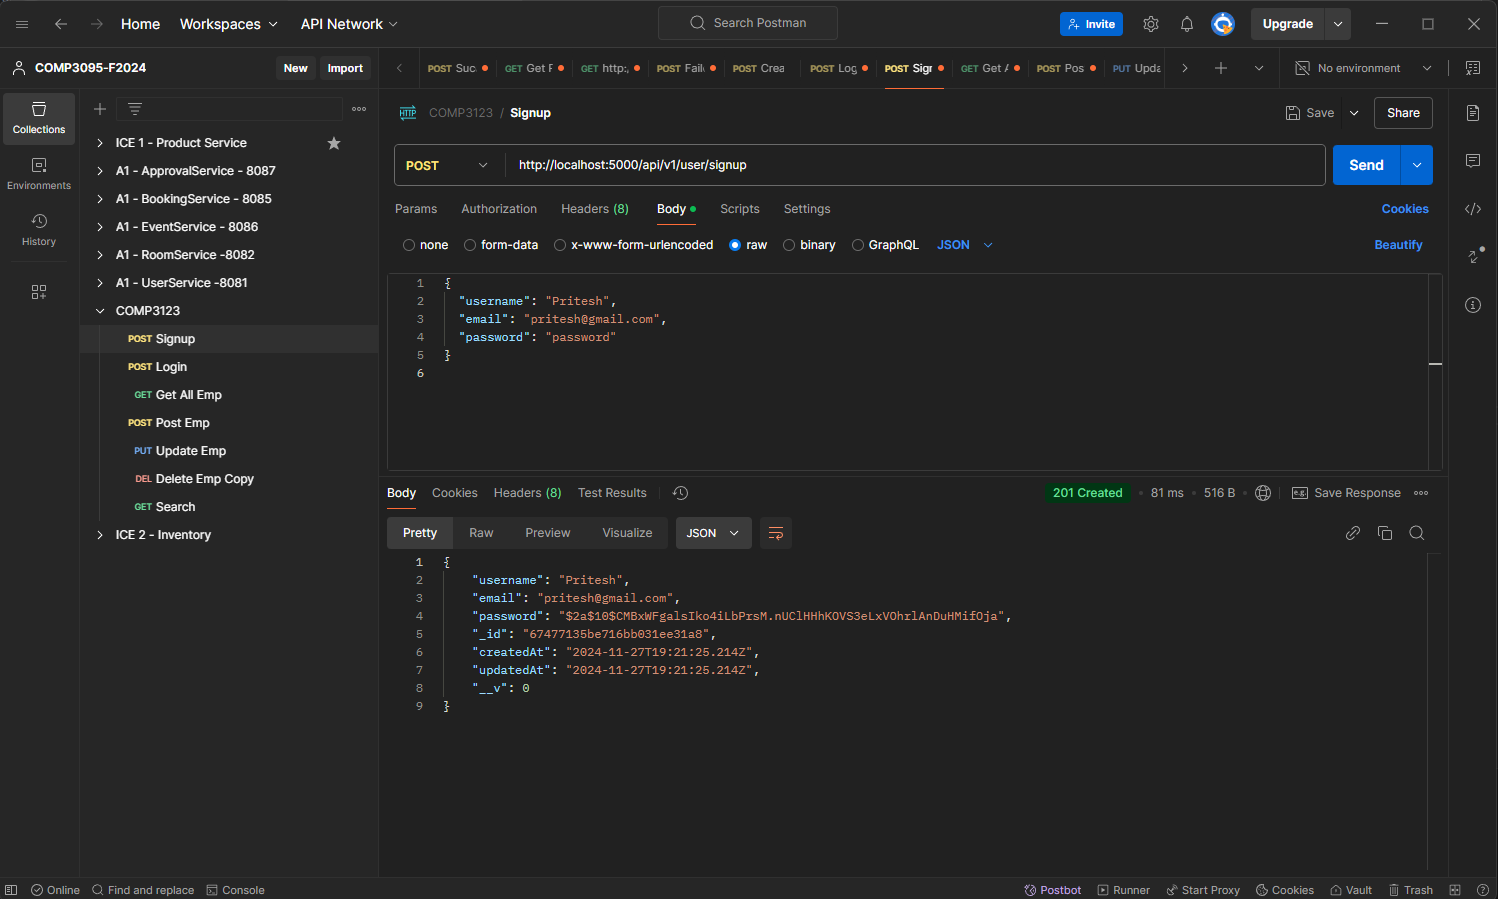 Home Workspaces API Network Search Postman Invite Upgrade
COMP3095-F2024 New Import POST Suc GET F GET http:, POST Faile POST Crea POST Log POST Sign GET Get A POST Pos PUT Upda No environment
Collections
Environments
History
ICE 1 - Product Service
A1 - ApprovalService - 8087
A1 - BookingService - 8085
A1 - EventService - 8086
A1 - RoomService -8082
A1 - UserService -8081
COMP3123
POST Signup
POST Login
GET Get All Emp
POST Post Emp
PUT Update Emp
DEL Delete Emp Copy
GET Search
ICE 2 - Inventory
HTTP COMP3123 / Signup Save Share
POST http://localhost:5000/api/v1/user/signup Send
Params Authorization Headers (8) Body Scripts Settings Cookies
none form-data x-www-form-urlencoded raw binary GraphQL JSON Beautify
1 {
2 "username": "Pritesh",
3 "email": "pritesh@gmail.com",
4 "password": "password"
5 }
6
Body Cookies Headers (8) Test Results 201 Created 81 ms 516 B e.g. Save Response
Pretty Raw Preview Visualize JSON
1 {
2 "username": "Pritesh",
3 "email": "pritesh@gmail.com",
4 "password": "$2a$10$CMBxWFgalsIko4iLbPrsM.nUClHHhKOVS3eLxVOhrlAnDuHMifOja",
5 "_id": "67477135be716bb031ee31a8",
6 "createdAt": "2024-11-27T19:21:25.214Z",
7 "updatedAt": "2024-11-27T19:21:25.214Z",
8 "__v": 0
9 }
Online Find and replace Console Postbot Runner Start Proxy Cookies Vault Trash